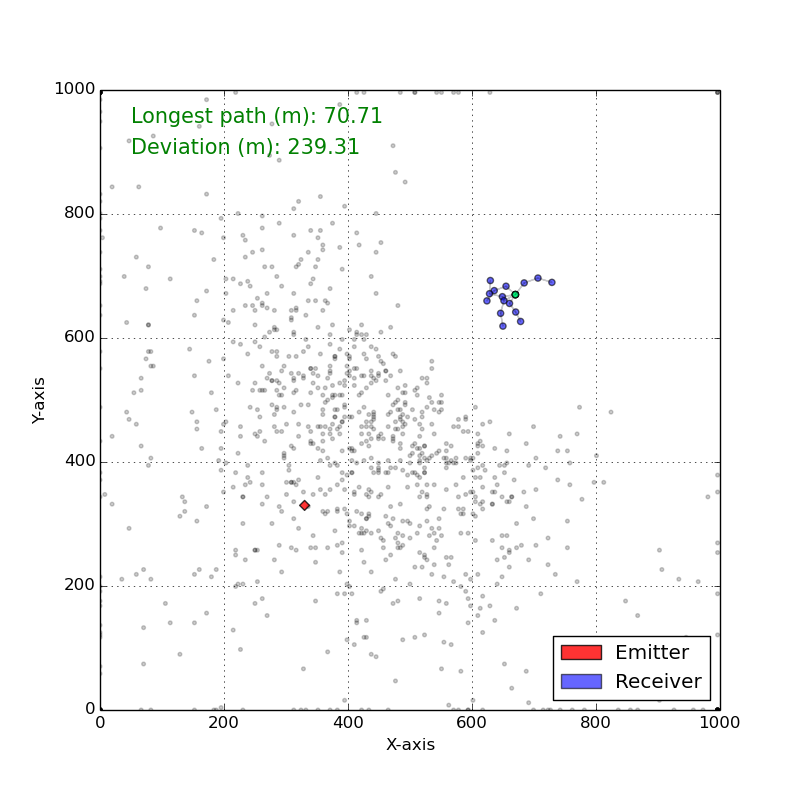 Longest path (m): 70.71
Deviation (m): 239.31
1000
800
600
400
200
0
Y-axis
0 200 400 600 800 1000
X-axis
Emitter
Receiver